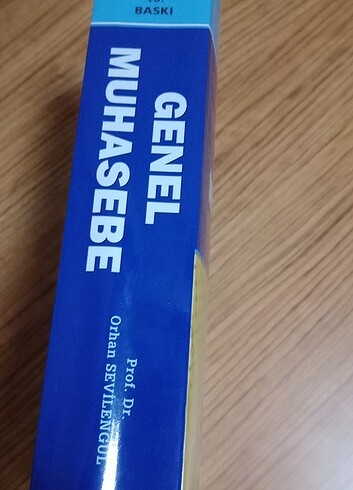 BASKI
GENEL
MUHASEBE
Prof. Dr.
Orhan SEVİLENGÜL